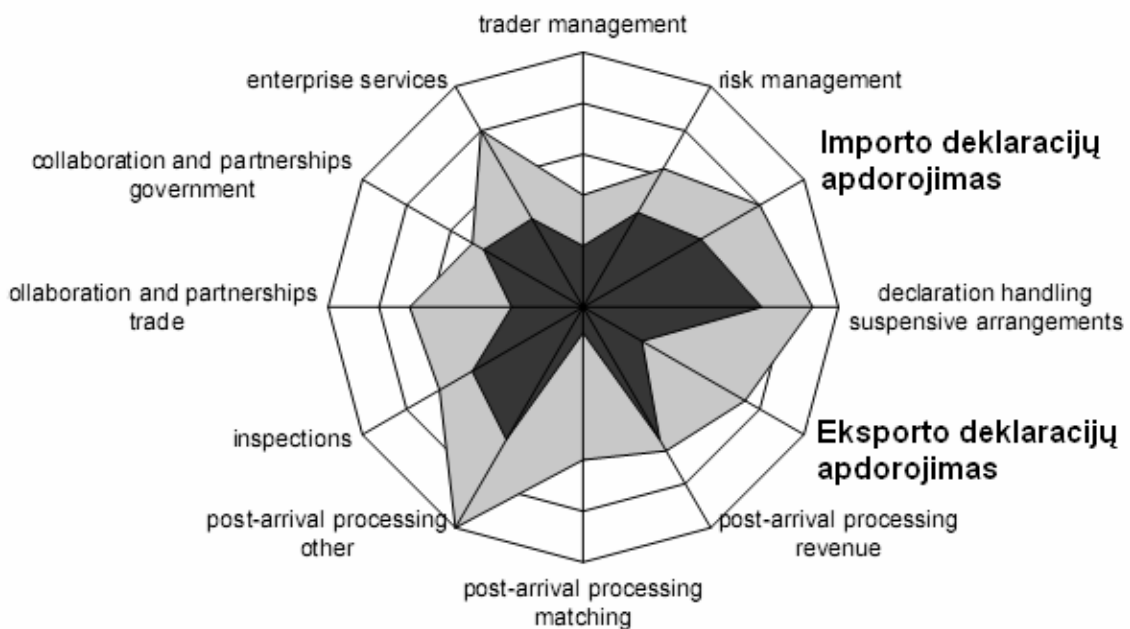 trader management
enterprise services
risk management
collaboration and partnerships
government
Importo deklaracijų
apdorojimas
ollaboration and partnerships
trade
declaration handling
suspensive arrangements
inspections
Eksporto deklaracijų
apdorojimas
post-arrival processing
other
post-arrival processing
revenue
post-arrival processing
matching